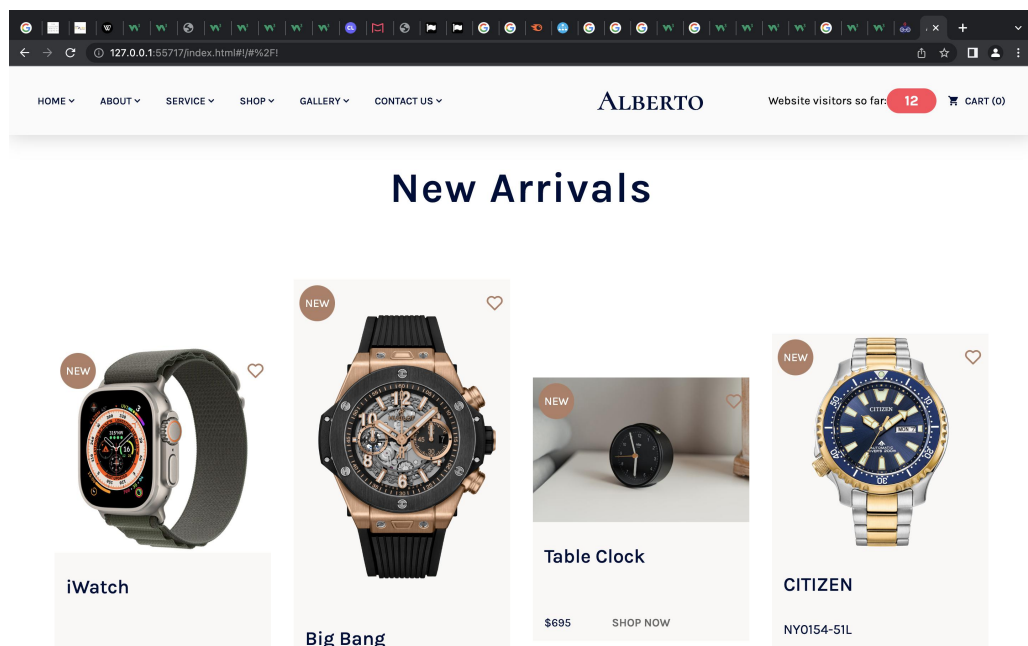 127.0.0.1:55717/index.html#!/#%2F!
HOME ABOUT SERVICE SHOP GALLERY CONTACT US ALBERTO Website visitors so far: 12 CART (0)
New Arrivals
NEW
NEW
NEW
NEW
CITIZEN
AUTOMATIC
iWatch
Big Bang
Table Clock
$695 SHOP NOW
CITIZEN
NY0154-51L